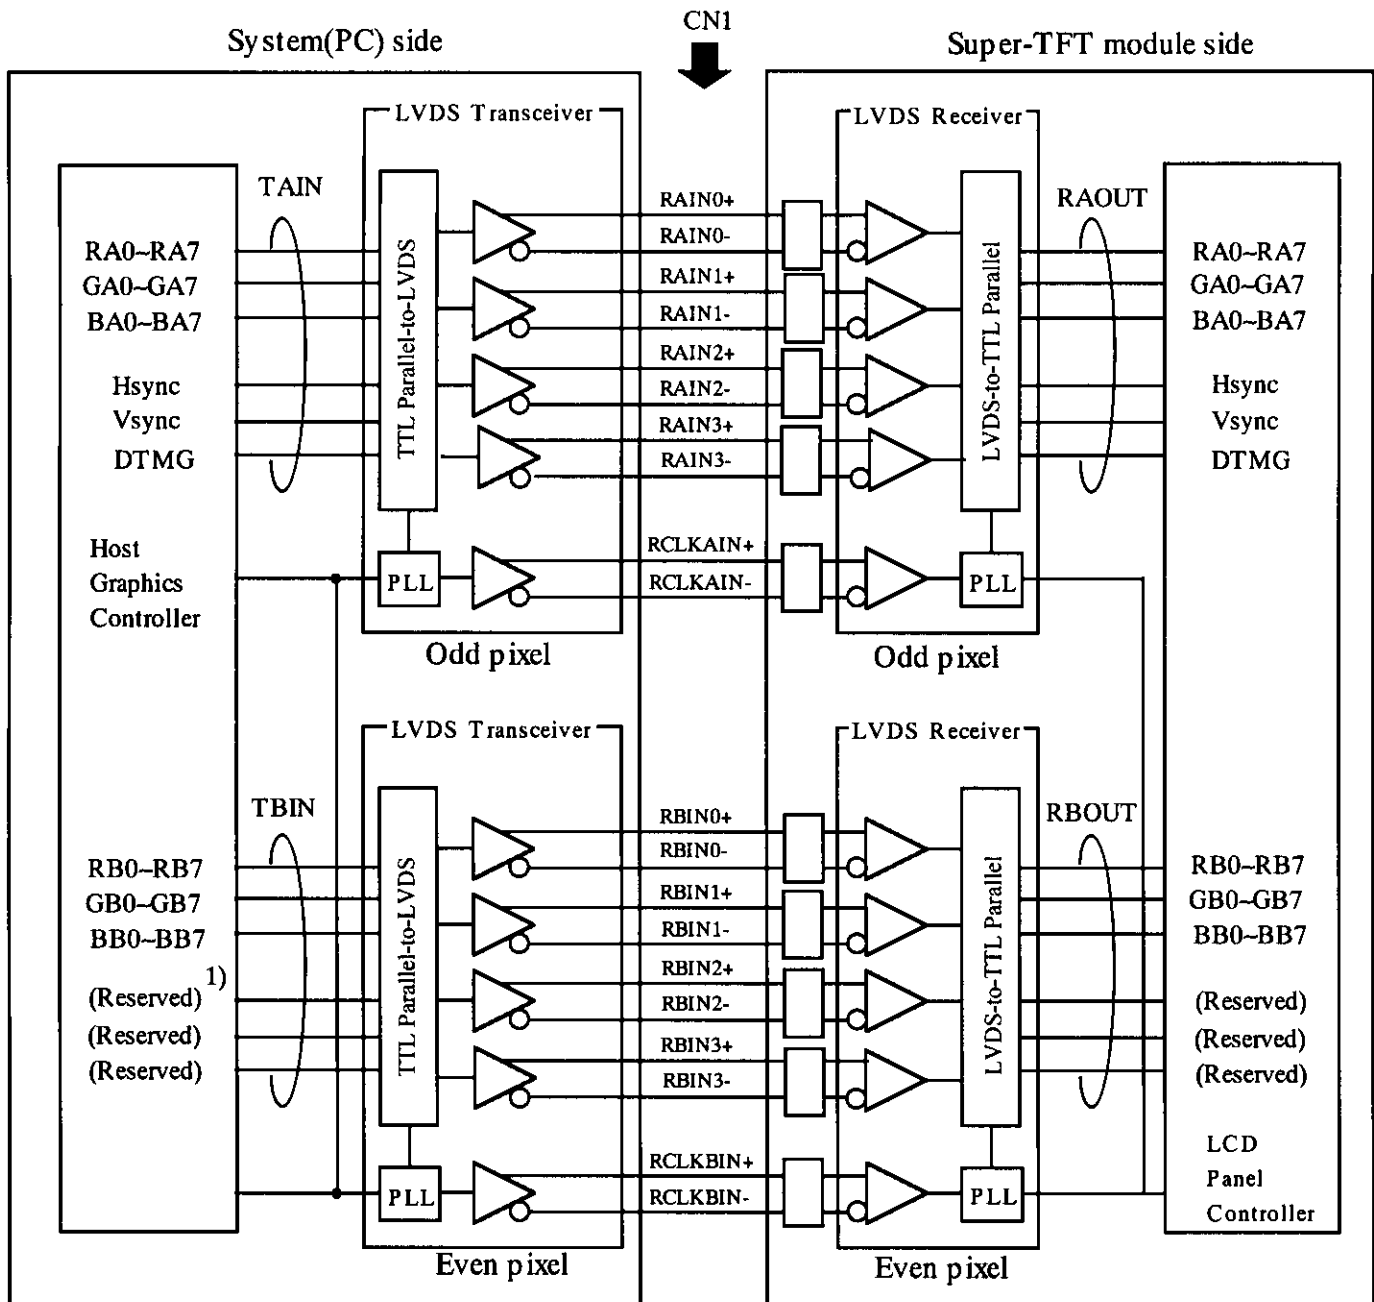 CN1
System(PC) side
Super-TFT module side
LVDS Transceiver
LVDS Receiver
TAIN
RAOUT
TTL Parallel-to-LVDS
LVDS-to-TTL Parallel
RA0~RA7
GA0~GA7
BA0~BA7
Hsync
Vsync
DTMG
Host
Graphics
Controller
RAIN0+
RAIN0-
RAIN1+
RAIN1-
RAIN2+
RAIN2-
RAIN3+
RAIN3-
RCLKAIN+
RCLKAIN-
PLL
PLL
RA0~RA7
GA0~GA7
BA0~BA7
Hsync
Vsync
DTMG
Odd pixel
Odd pixel
LVDS Transceiver
LVDS Receiver
TBIN
RBOUT
TTL Parallel-to-LVDS
LVDS-to-TTL Parallel
RB0~RB7
GB0~GB7
BB0~BB7
(Reserved) 1)
(Reserved)
(Reserved)
RBIN0+
RBIN0-
RBIN1+
RBIN1-
RBIN2+
RBIN2-
RBIN3+
RBIN3-
RCLKBIN+
RCLKBIN-
PLL
PLL
RB0~RB7
GB0~GB7
BB0~BB7
(Reserved)
(Reserved)
(Reserved)
LCD
Panel
Controller
Even pixel
Even pixel